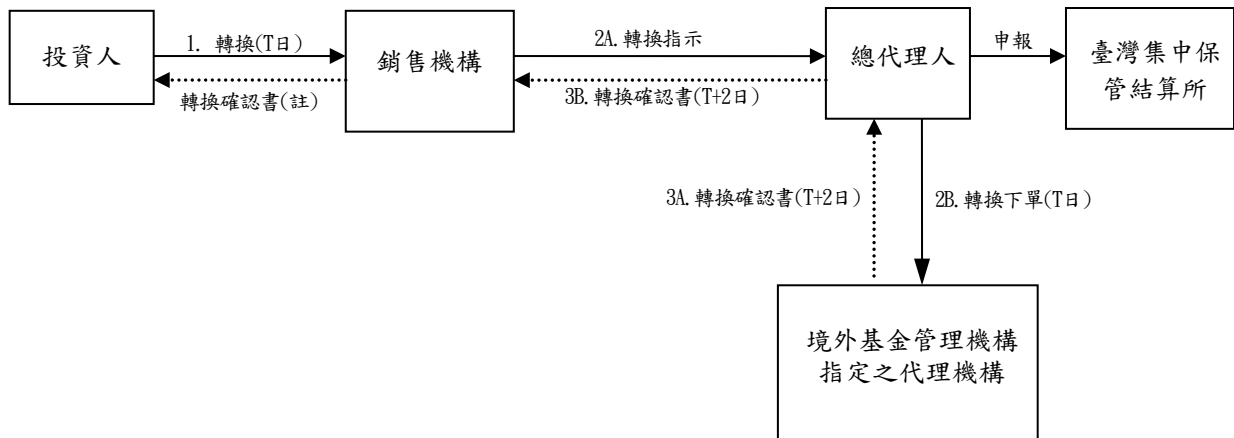 投資人
1. 轉換(T日)
轉換確認書(註)
銷售機構
2A.轉換指示
3B.轉換確認書(T+2日)
總代理人
申報
臺灣集中保
管結算所
3A.轉換確認書(T+2日)
2B.轉換下單(T日)
境外基金管理機構
指定之代理機構